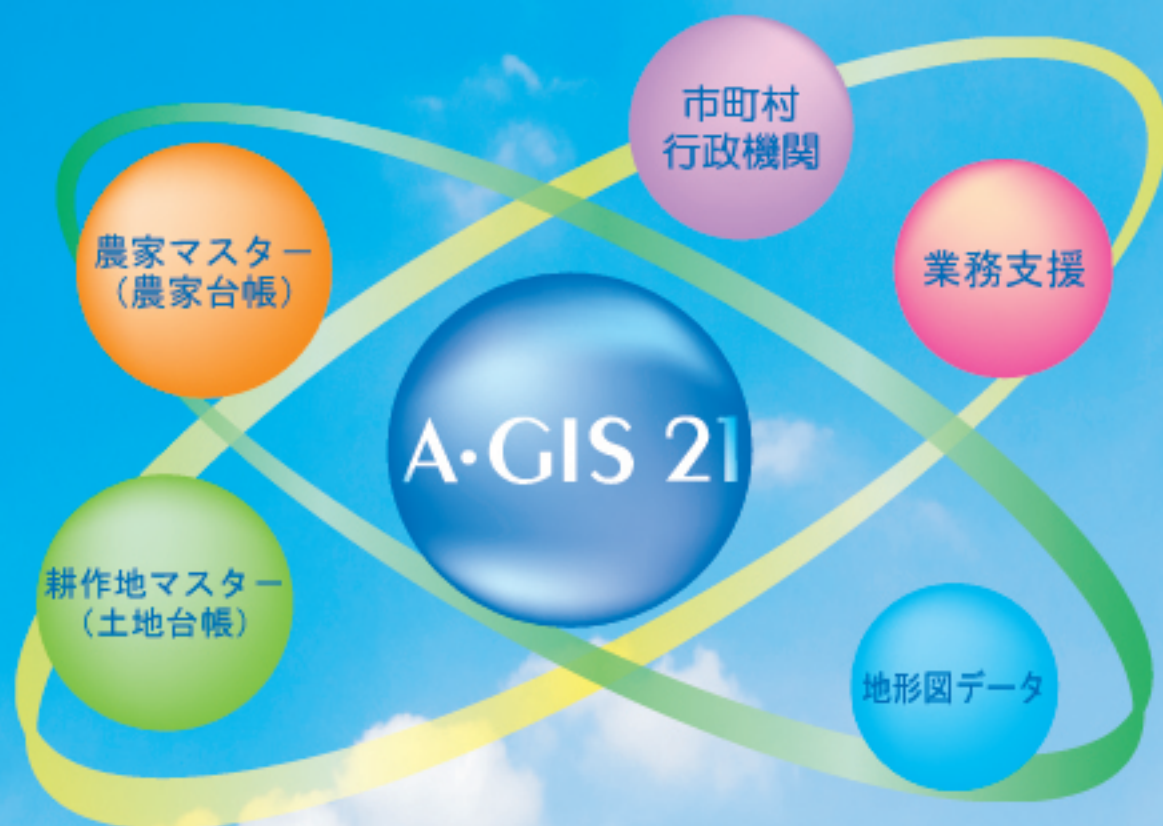 市町村
行政機関
農家マスター
（農家台帳）
業務支援
A・GIS 21
耕作地マスター
（土地台帳）
地形図データ